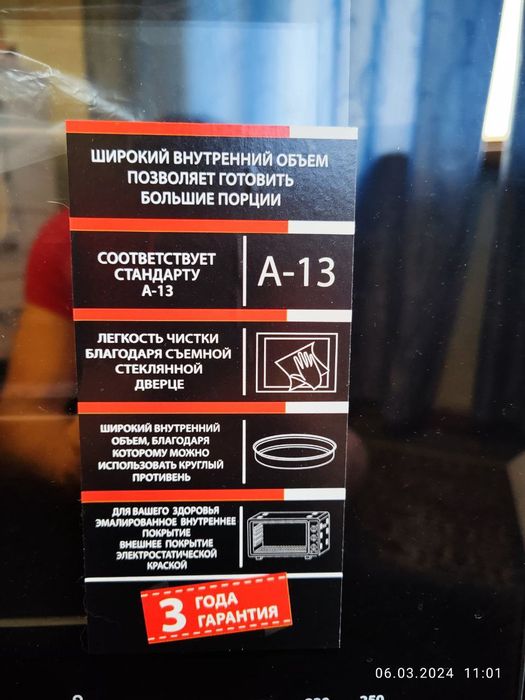 ШИРОКИЙ ВНУТРЕННИЙ ОБЪЕМ
ПОЗВОЛЯЕТ ГОТОВИТЬ
БОЛЬШИЕ ПОРЦИИ
СООТВЕТСТВУЕТ
СТАНДАРТУ
А-13
А-13
ЛЕГКОСТЬ ЧИСТКИ
БЛАГОДАРЯ СЪЕМНОЙ
СТЕКЛЯННОЙ
ДВЕРЦЕ
ШИРОКИЙ ВНУТРЕННИЙ
ОБЪЕМ, БЛАГОДАРЯ
КОТОРОМУ МОЖНО
ИСПОЛЬЗОВАТЬ КРУГЛЫЙ
ПРОТИВЕНЬ
ДЛЯ ВАШЕГО ЗДОРОВЬЯ
ЭМАЛИРОВАННОЕ ВНУТРЕННЕЕ
ПОКРЫТИЕ
ВНЕШНЕЕ ПОКРЫТИЕ
ЭЛЕКТРОСТАТИЧЕСКОЙ
КРАСКОЙ
3 ГОДА
ГАРАНТИЯ
06.03.2024 11:01